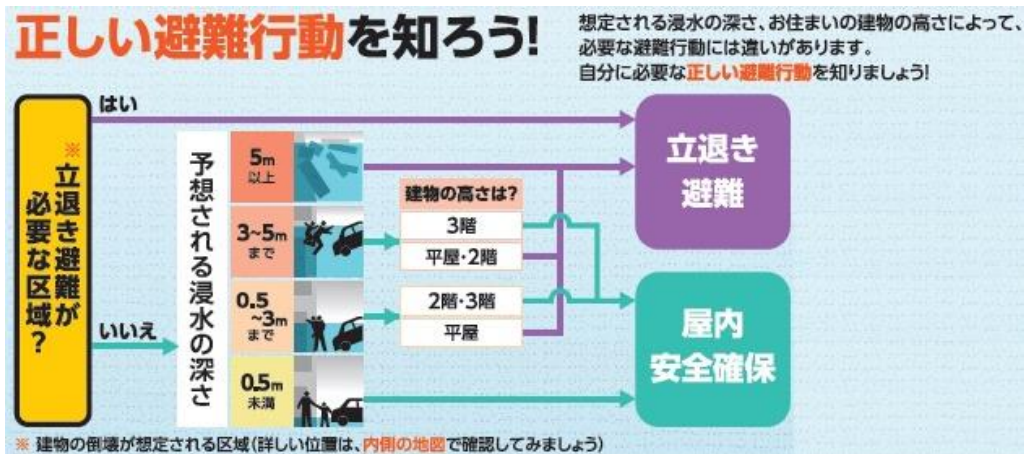 正しい避難行動を知ろう!
想定される浸水の深さ、お住まいの建物の高さによって、
必要な避難行動には違いがあります。
自分に必要な正しい避難行動を知りましょう!
※立退き避難が
必要な区域?
はい
いいえ
予想される浸水の深さ
5m
以上
3~5m
まで
0.5
~3m
まで
0.5m
未満
建物の高さは?
3階
平屋・2階
2階・3階
平屋
立退き
避難
屋内
安全確保
※ 建物の倒壊が想定される区域(詳しい位置は、内側の地図で確認してみましょう)